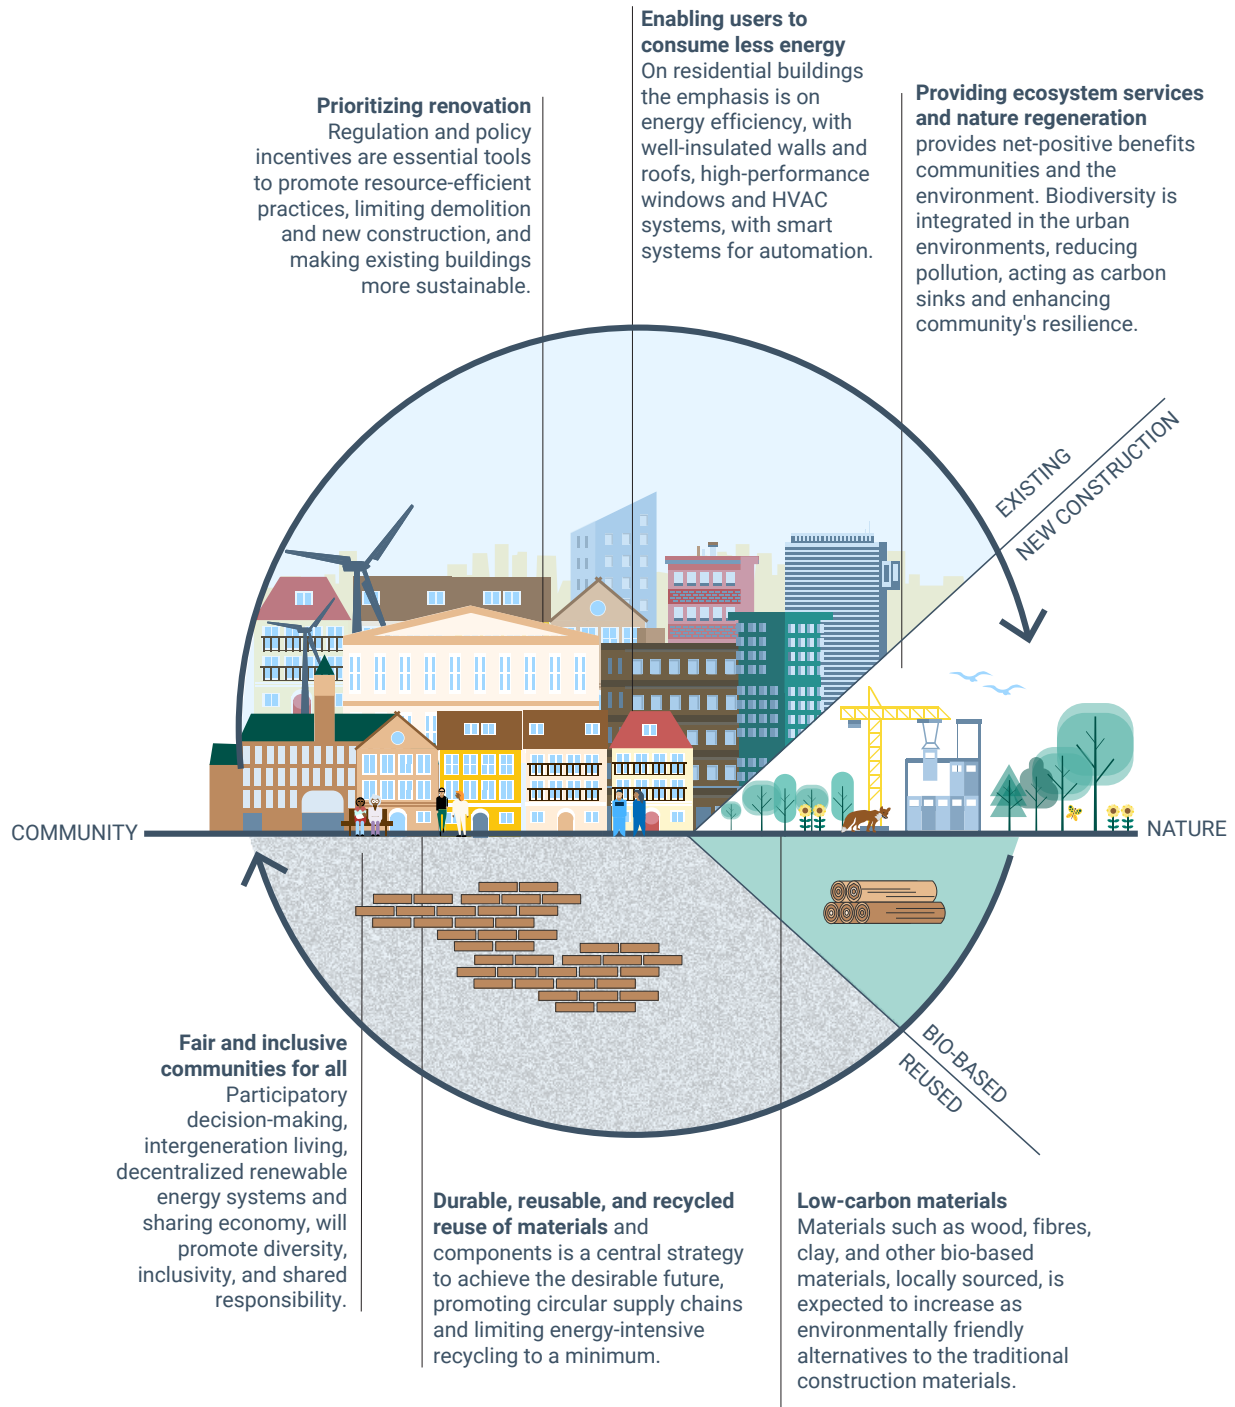 Enabling users to
consume less energy
On residential buildings
the emphasis is on
energy efficiency, with
well-insulated walls and
roofs, high-performance
windows and HVAC
systems, with smart
systems for automation.
Prioritizing renovation
Regulation and policy
incentives are essential tools
to promote resource-efficient
practices, limiting demolition
and new construction, and
making existing buildings
more sustainable.
Providing ecosystem services
and nature regeneration
provides net-positive benefits
communities and the
environment. Biodiversity is
integrated in the urban
environments, reducing
pollution, acting as carbon
sinks and enhancing
community's resilience.
EXISTING
NEW CONSTRUCTION
COMMUNITY
NATURE
BIO-BASED
REUSED
Fair and inclusive
communities for all
Participatory
decision-making,
intergeneration living,
decentralized renewable
energy systems and
sharing economy, will
promote diversity,
inclusivity, and shared
responsibility.
Durable, reusable, and recycled
reuse of materials and
components is a central strategy
to achieve the desirable future,
promoting circular supply chains
and limiting energy-intensive
recycling to a minimum.
Low-carbon materials
Materials such as wood, fibres,
clay, and other bio-based
materials, locally sourced, is
expected to increase as
environmentally friendly
alternatives to the traditional
construction materials.